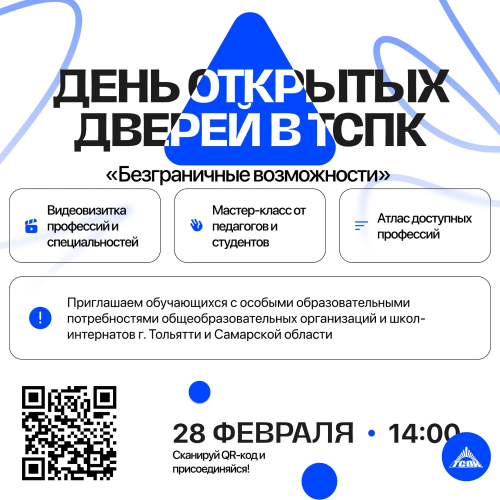 ДЕНЬ ОТКРЫТЫХ
ДВЕРЕЙ В ТСПК
«Безграничные возможности»
Видеовизитка
профессий и
специальностей
Мастер-класс от
педагогов и
студентов
Атлас доступных
профессий
Приглашаем обучающихся с особыми образовательными
потребностями общеобразовательных организаций и школ-
интернатов г. Тольятти и Самарской области
28 ФЕВРАЛЯ • 14:00
Сканируй QR-код и
присоединяйся!
ТСПК